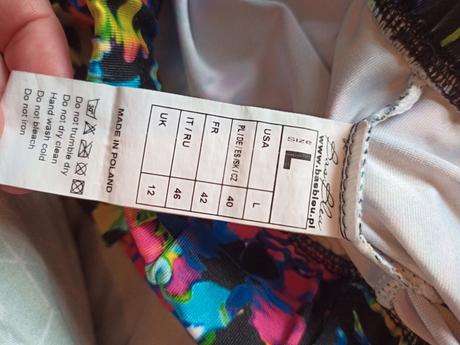 Bas Bleu
www.basbleu.pl
SIZE
L
USA L
PL/DE/ES/SK/CZ 40
FR 42
IT/RU 46
UK 12
MADE IN POLAND
Do not trumble dry
Do not dry clean
Hand wash cold
Do not bleach
Do not iron